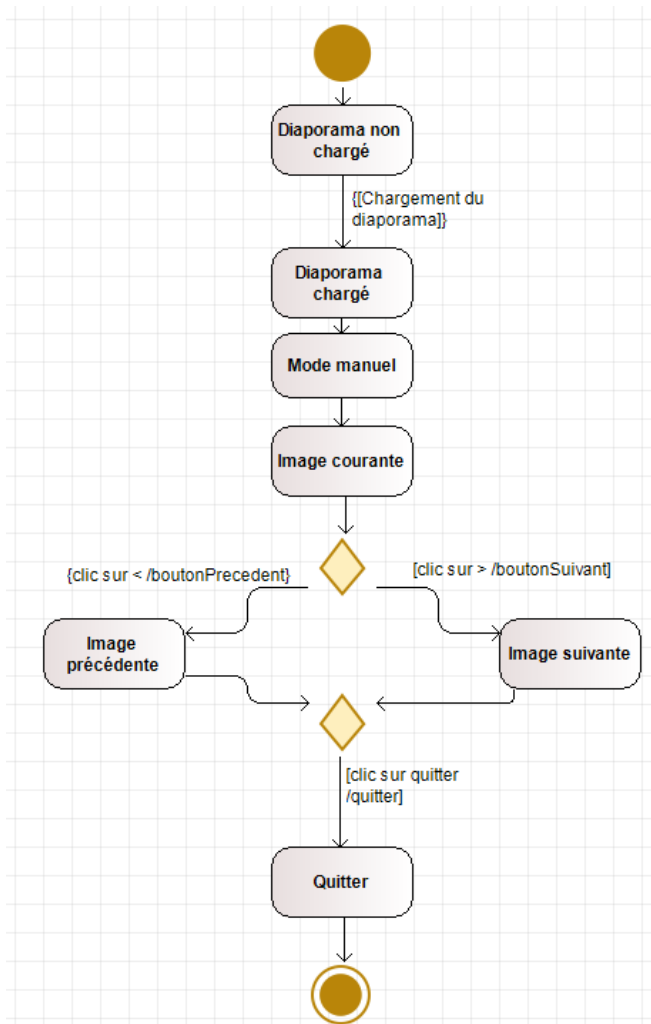 Diaporama non
chargé
{[Chargement du
diaporama]}
Diaporama
chargé
Mode manuel
Image courante
{clic sur < /boutonPrecedent}
[clic sur > /boutonSuivant]
Image
précédente
Image suivante
[clic sur quitter
/quitter]
Quitter